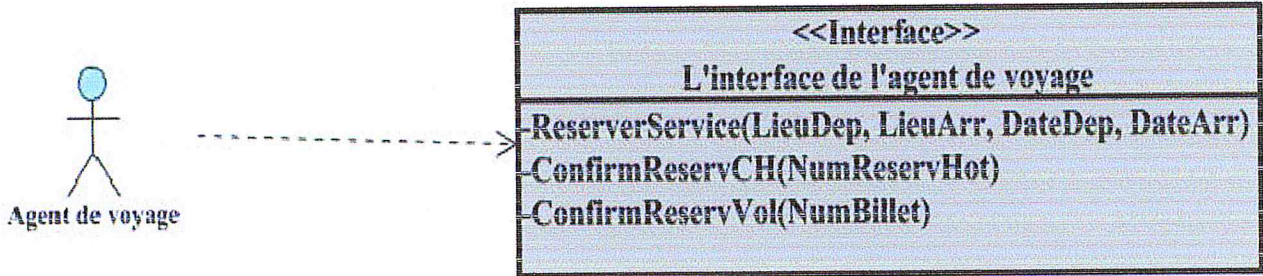 <<Interface>>
L'interface de l'agent de voyage
-ReserverService(LieuDep, LieuArr, DateDep, DateArr)
-ConfirmReservCH(NumReservHot)
-ConfirmReservVol(NumBillet)
Agent de voyage